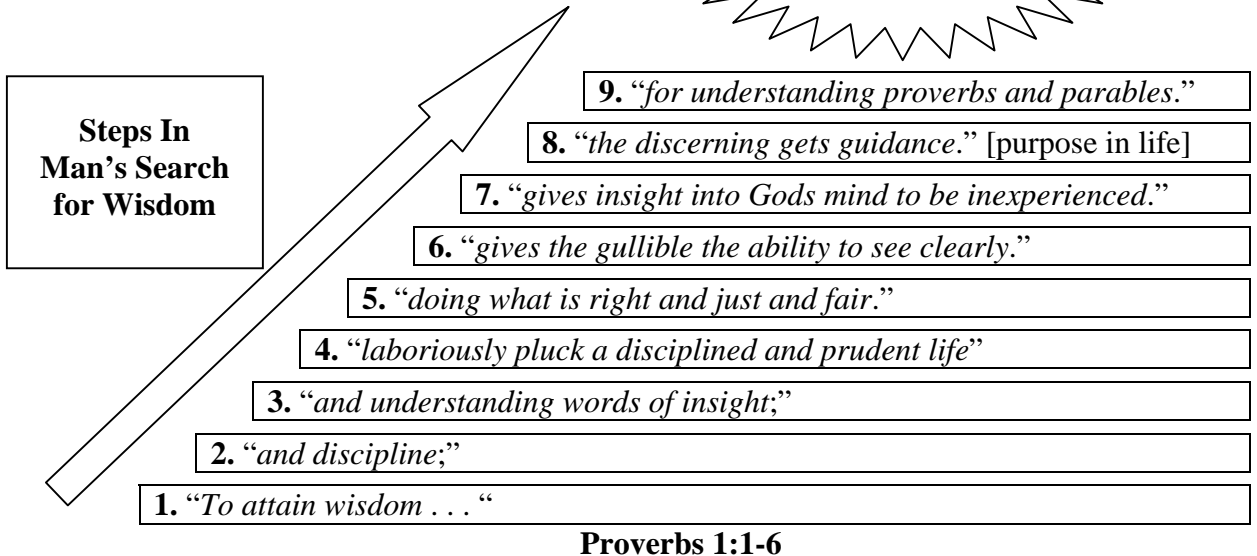 Steps In
Man's Search
for Wisdom
9. “for understanding proverbs and parables.”
8. “the discerning gets guidance.” [purpose in life]
7. “gives insight into Gods mind to be inexperienced.”
6. “gives the gullible the ability to see clearly.”
5. “doing what is right and just and fair.”
4. “laboriously pluck a disciplined and prudent life”
3. “and understanding words of insight;”
2. “and discipline;”
1. “To attain wisdom . . . “
Proverbs 1:1-6